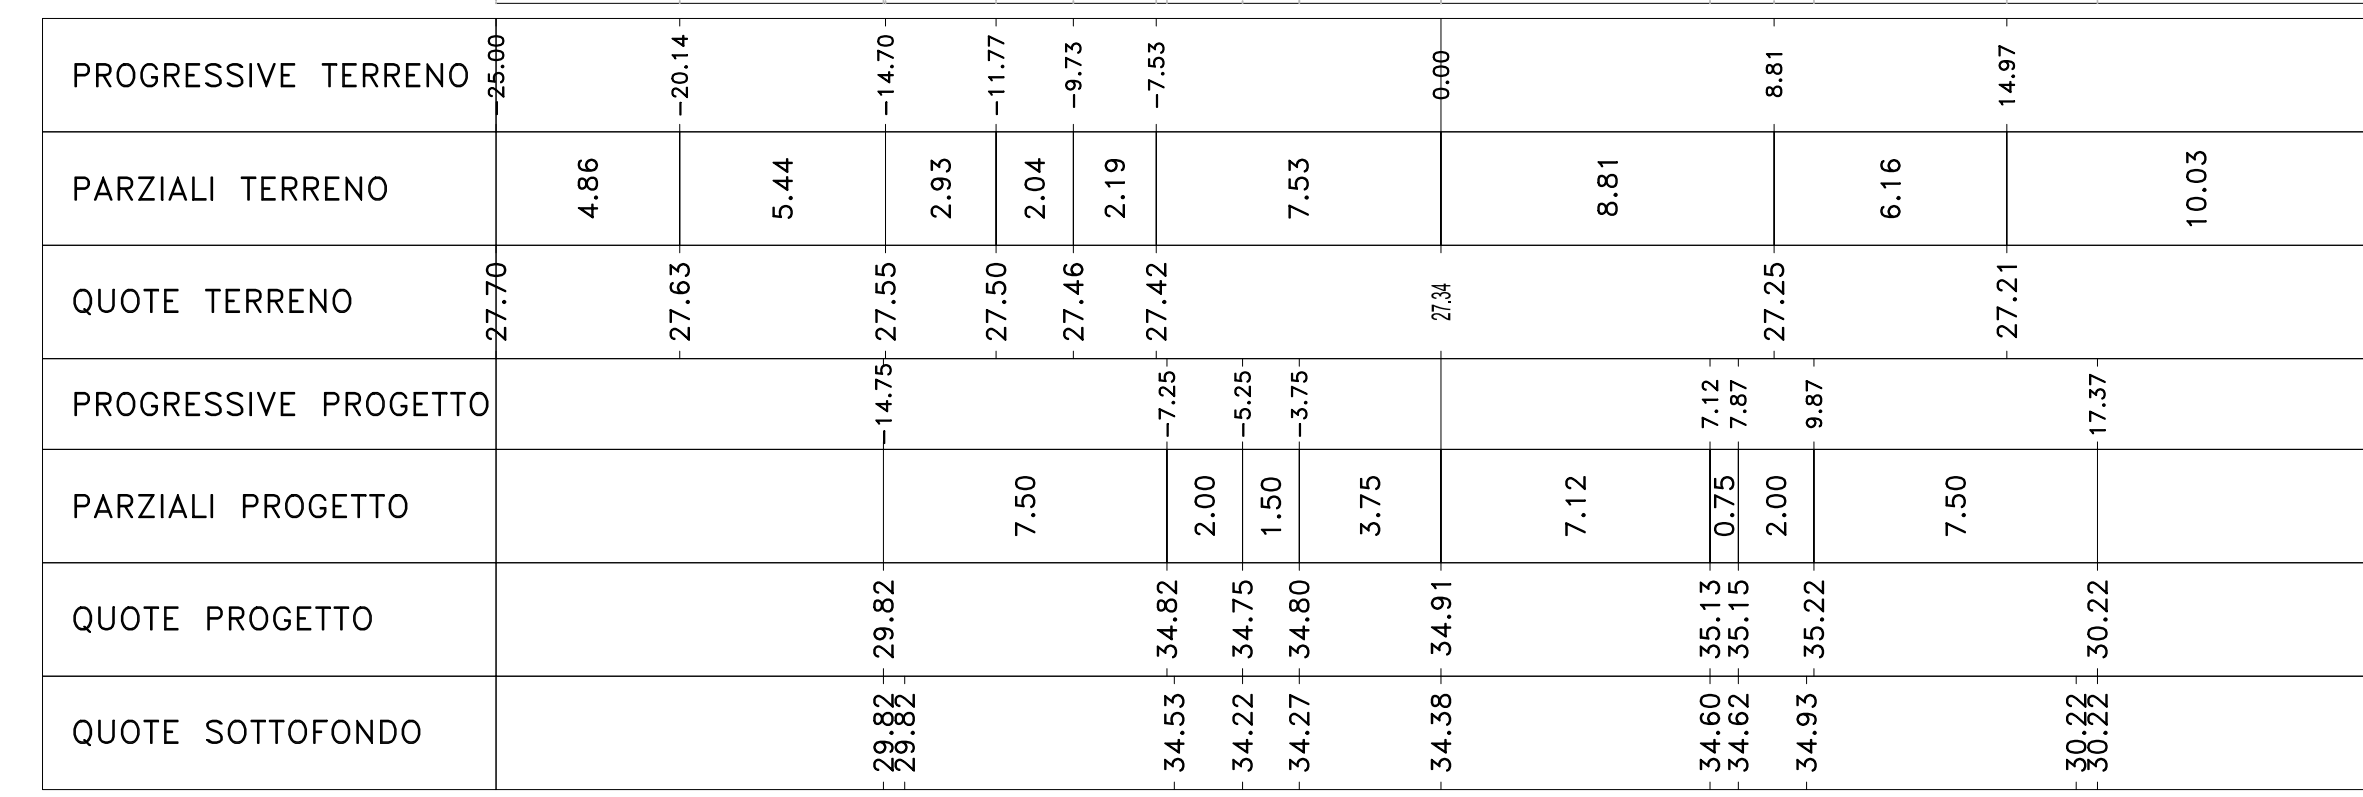 PROGRESSIVE TERRENO -25.00 -20.14 -14.70 -11.77 -9.73 -7.53 0.00 8.81 14.97
PARZIALI TERRENO 4.86 5.44 2.93 2.04 2.19 7.53 8.81 6.16 10.03
QUOTE TERRENO 27.70 27.63 27.55 27.50 27.46 27.42 27.34 27.25 27.21
PROGRESSIVE PROGETTO -14.75 -7.25 -5.25 -3.75 7.12 7.87 9.87 17.37
PARZIALI PROGETTO 7.50 2.00 1.50 3.75 7.12 0.75 2.00 7.50
QUOTE PROGETTO 29.82 34.82 34.75 34.80 34.91 35.13 35.15 35.22 30.22
QUOTE SOTTOFONDO 29.82 29.82 34.53 34.22 34.27 34.38 34.60 34.62 34.93 30.22 30.22